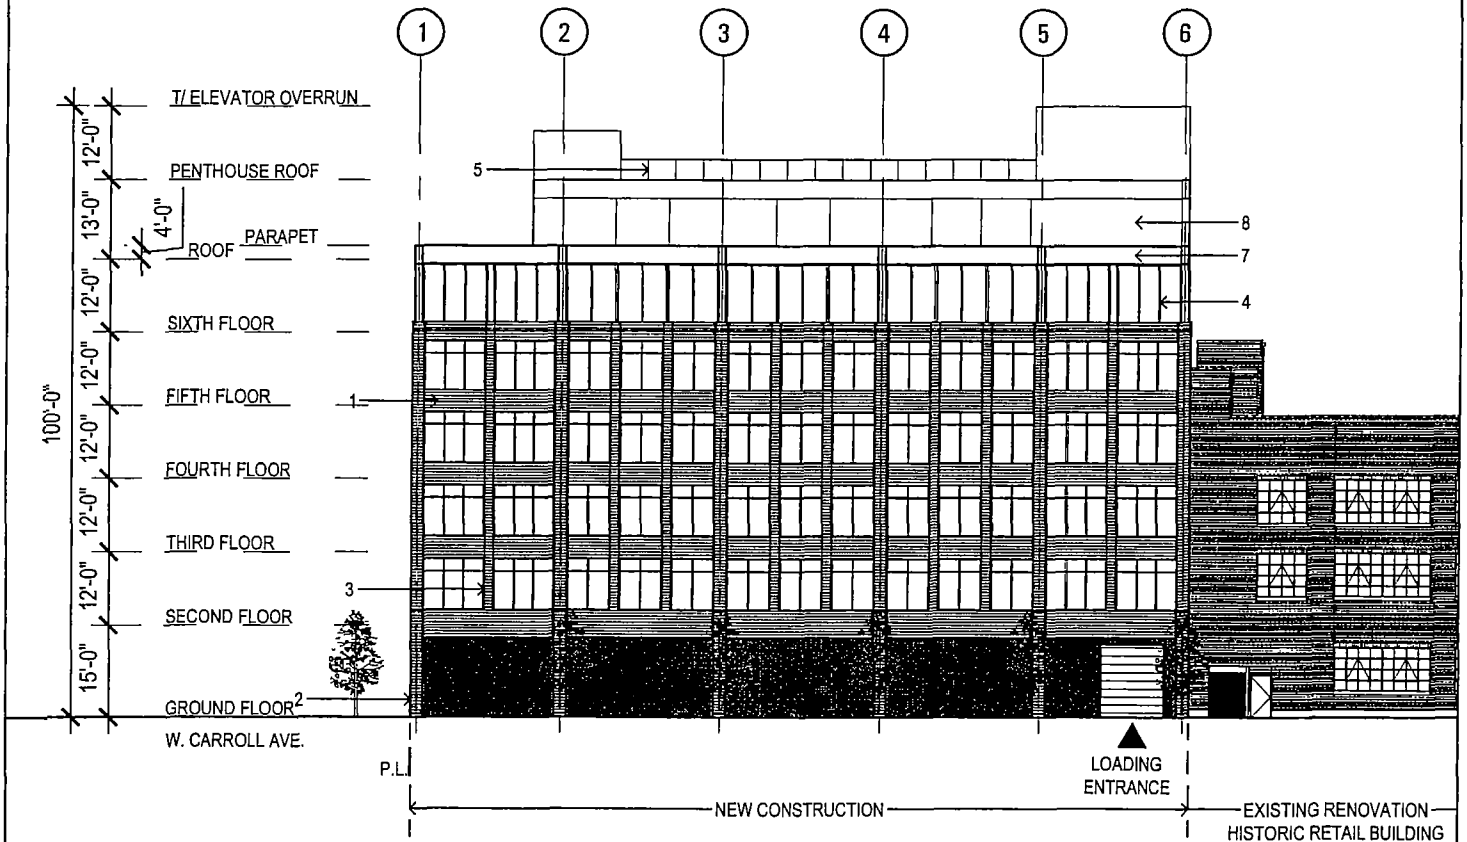 1 2 3 4 5 6
T/ ELEVATOR OVERRUN
12'-0"
PENTHOUSE ROOF
5
13'-0"
4'-0"
8
PARAPET
ROOF
7
12'-0"
4
SIXTH FLOOR
12'-0"
FIFTH FLOOR
1
100'-0"
12'-0"
FOURTH FLOOR
12'-0"
THIRD FLOOR
12'-0"
3
SECOND FLOOR
15'-0"
GROUND FLOOR 2
W. CARROLL AVE.
P.L.
LOADING
ENTRANCE
NEW CONSTRUCTION
EXISTING RENOVATION
HISTORIC RETAIL BUILDING